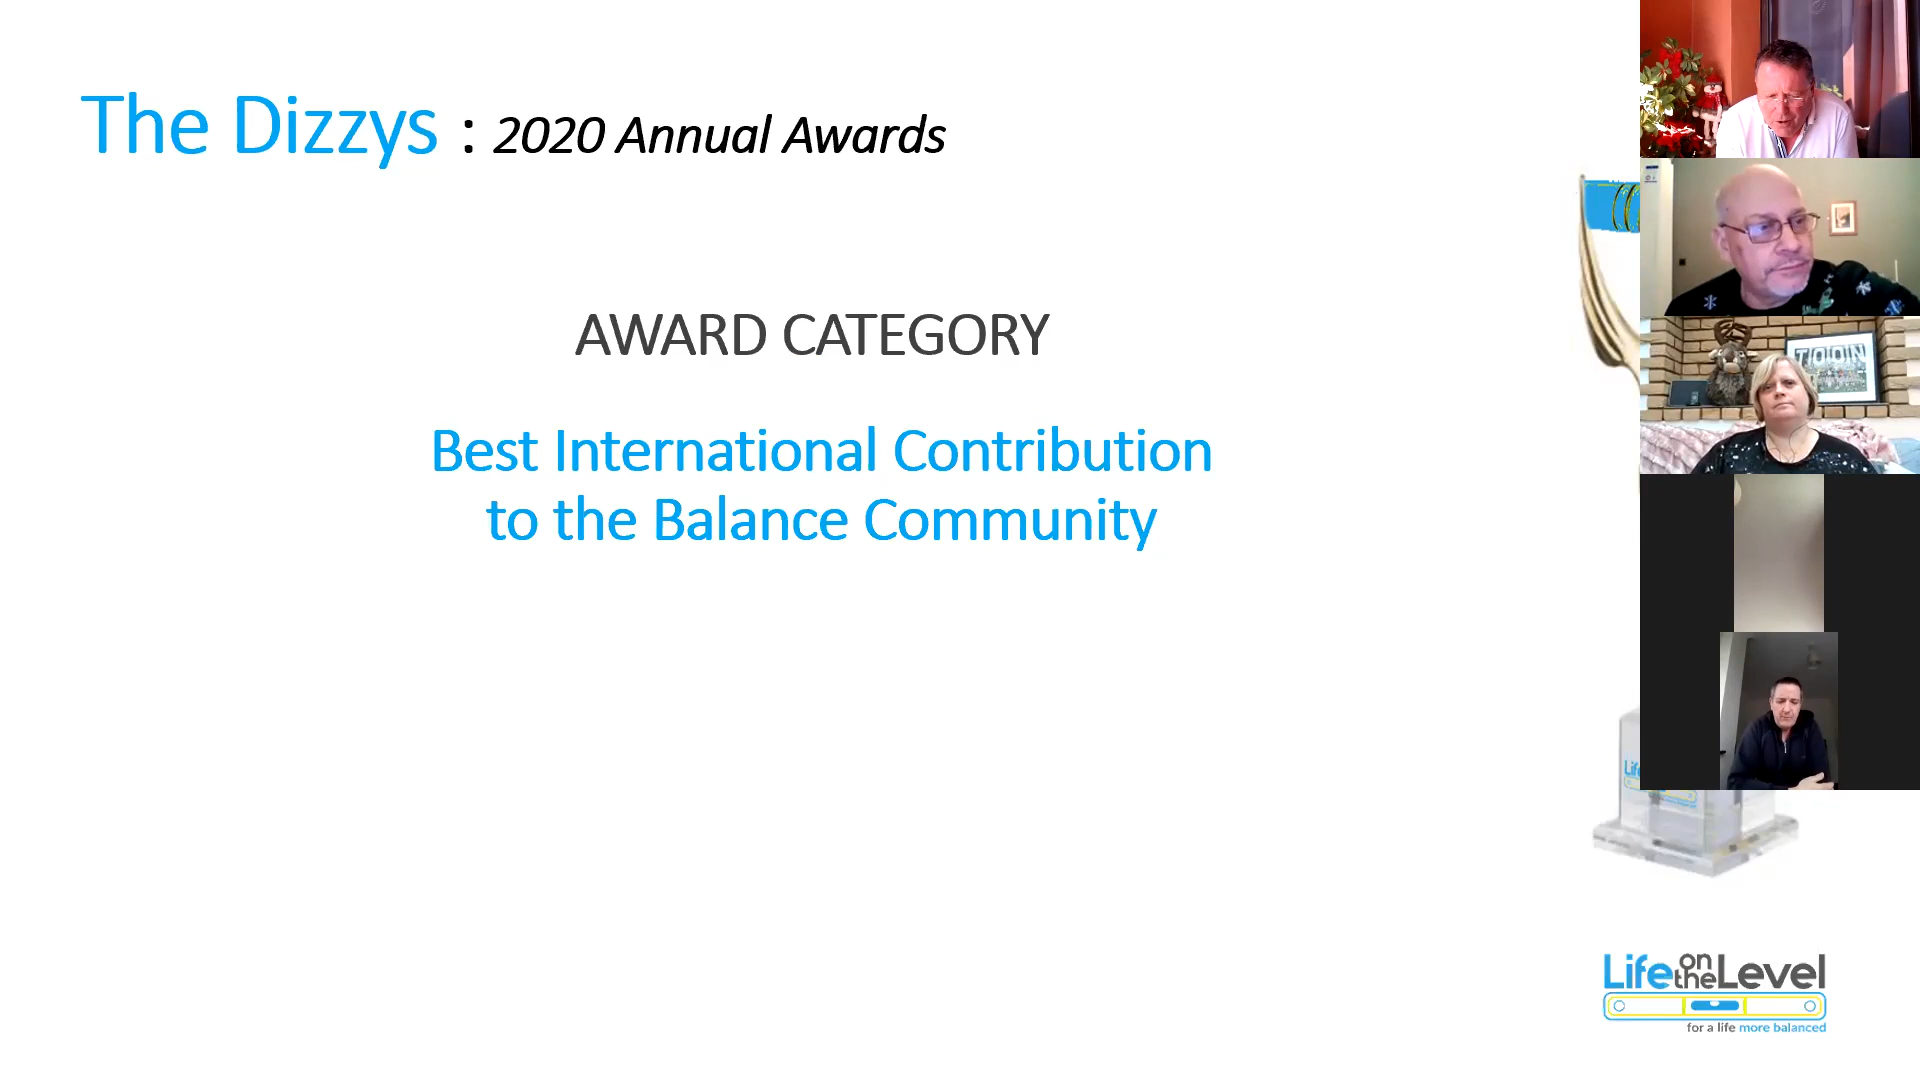 The Dizzys : 2020 Annual Awards
AWARD CATEGORY
Best International Contribution
to the Balance Community
TOON
Life on the Level
for a life more balanced